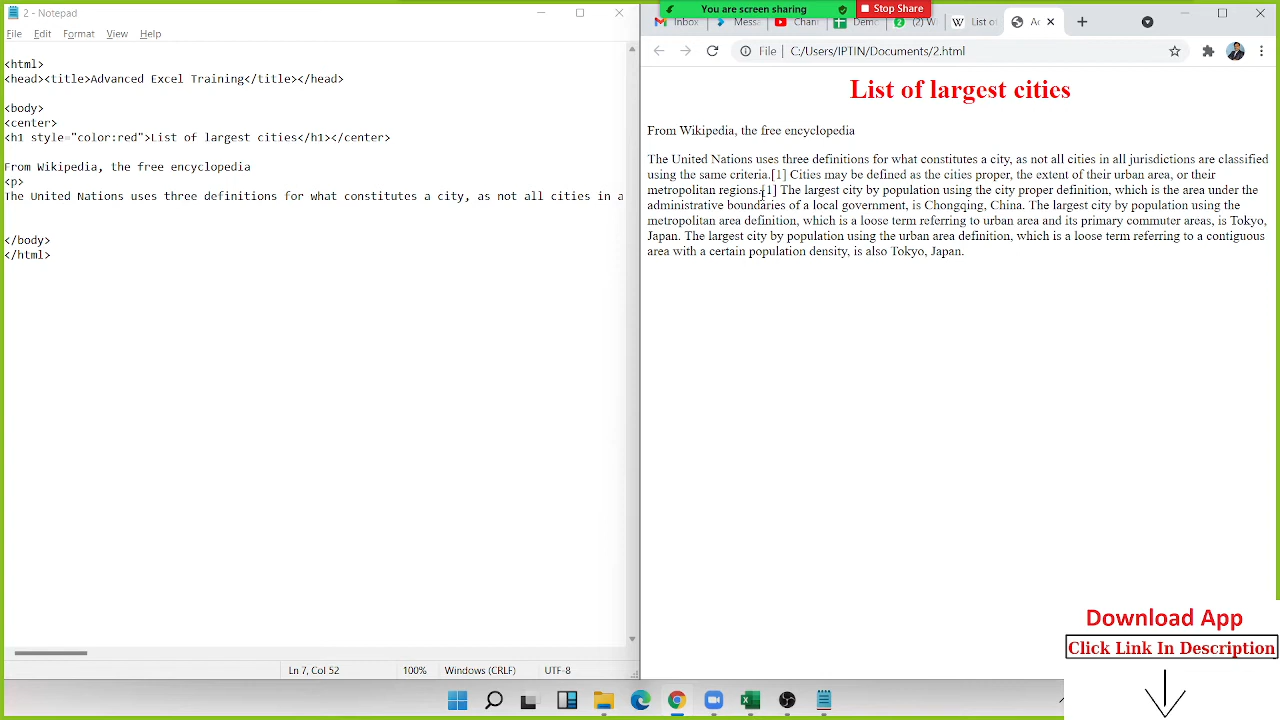 You are screen sharing
Stop Share
2 - Notepad
File Edit Format View Help
<html>
<head><title>Advanced Excel Training</title></head>
<body>
<center>
<h1 style="color:red">List of largest cities</h1></center>
From Wikipedia, the free encyclopedia
<p>
The United Nations uses three definitions for what constitutes a city, as not all cities in a
</body>
</html>
Ln 7, Col 52 100% Windows (CRLF) UTF-8
Inbox Mess Chan Demo (2) W List of
File C:/Users/IPTIN/Documents/2.html
List of largest cities
From Wikipedia, the free encyclopedia
The United Nations uses three definitions for what constitutes a city, as not all cities in all jurisdictions are classified
using the same criteria.[1] Cities may be defined as the cities proper, the extent of their urban area, or their
metropolitan regions.[1] The largest city by population using the city proper definition, which is the area under the
administrative boundaries of a local government, is Chongqing, China. The largest city by population using the
metropolitan area definition, which is a loose term referring to urban area and its primary commuter areas, is Tokyo,
Japan. The largest city by population using the urban area definition, which is a loose term referring to a contiguous
area with a certain population density, is also Tokyo, Japan.
Download App
Click Link In Description